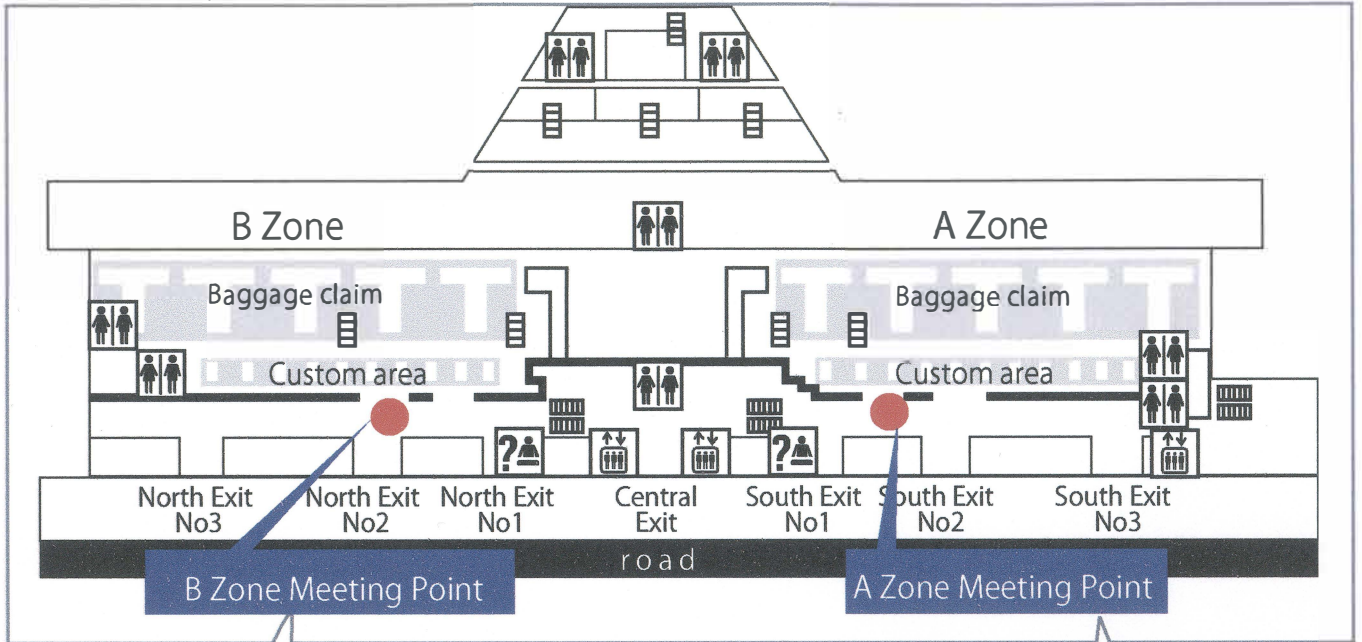 B Zone
A Zone
Baggage claim
Baggage claim
Custom area
Custom area
?
?
North Exit No3
North Exit No2
North Exit No1
Central Exit
South Exit No1
South Exit No2
South Exit No3
road
B Zone Meeting Point
A Zone Meeting Point